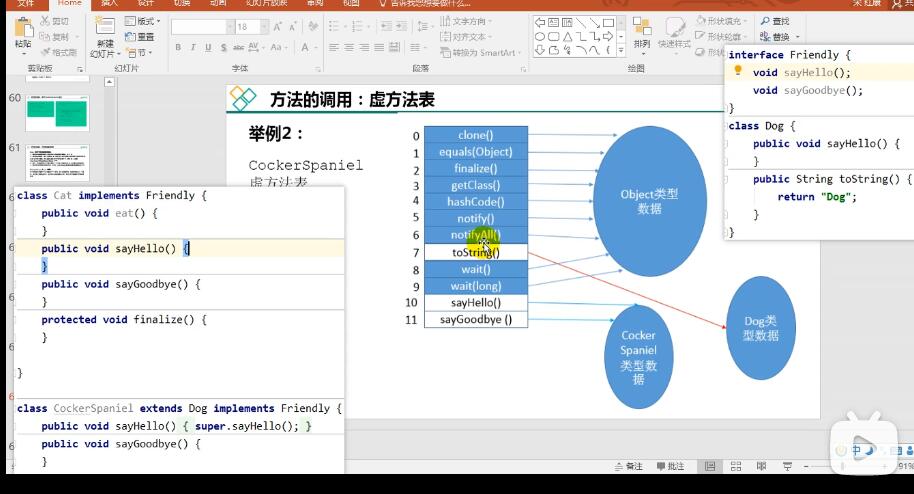 文件
Home
插入
设计
切换
动画
幻灯片放映
审阅
视图
告诉我您想要做什么...
粘贴
剪切
复制
格式刷
新建
幻灯片
版式
重置
节
18
B I U S abc AV Aa A
文字方向
对齐文本
转换为 SmartArt
排列
快速样式
形状填充
形状轮廓
查找
替换
剪贴板
幻灯片
字体
段落
绘图
60
61
方法的调用：虚方法表
举例2：
CockerSpaniel
虚方法表
0 clone()
1 equals(Object)
2 finalize()
3 getClass()
4 hashCode()
5 notify()
6 notifyAll()
7 toString()
8 wait()
9 wait(long)
10 sayHello()
11 sayGoodbye ()
Object类型
数据
Dog类
型数据
Cocker
Spaniel
类型数
据
interface Friendly {
void sayHello();
void sayGoodbye();
}
class Dog {
public void sayHello() {
}
public String toString() {
return "Dog";
}
}
class Cat implements Friendly {
public void eat() {
}
public void sayHello() {
}
public void sayGoodbye() {
}
protected void finalize() {
}
}
class CockerSpaniel extends Dog implements Friendly {
public void sayHello() { super.sayHello(); }
public void sayGoodbye() {
}
备注
批注
91%